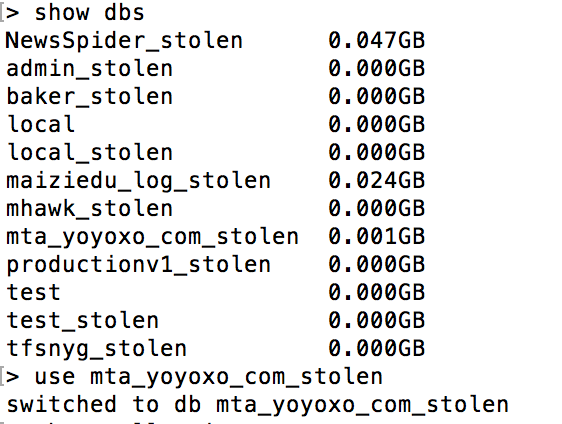 > show dbs
NewsSpider_stolen 0.047GB
admin_stolen 0.000GB
baker_stolen 0.000GB
local 0.000GB
local_stolen 0.000GB
maiziedu_log_stolen 0.024GB
mhawk_stolen 0.000GB
mta_yoyoxo_com_stolen 0.001GB
productionv1_stolen 0.000GB
test 0.000GB
test_stolen 0.000GB
tfsnyg_stolen 0.000GB
> use mta_yoyoxo_com_stolen
switched to db mta_yoyoxo_com_stolen